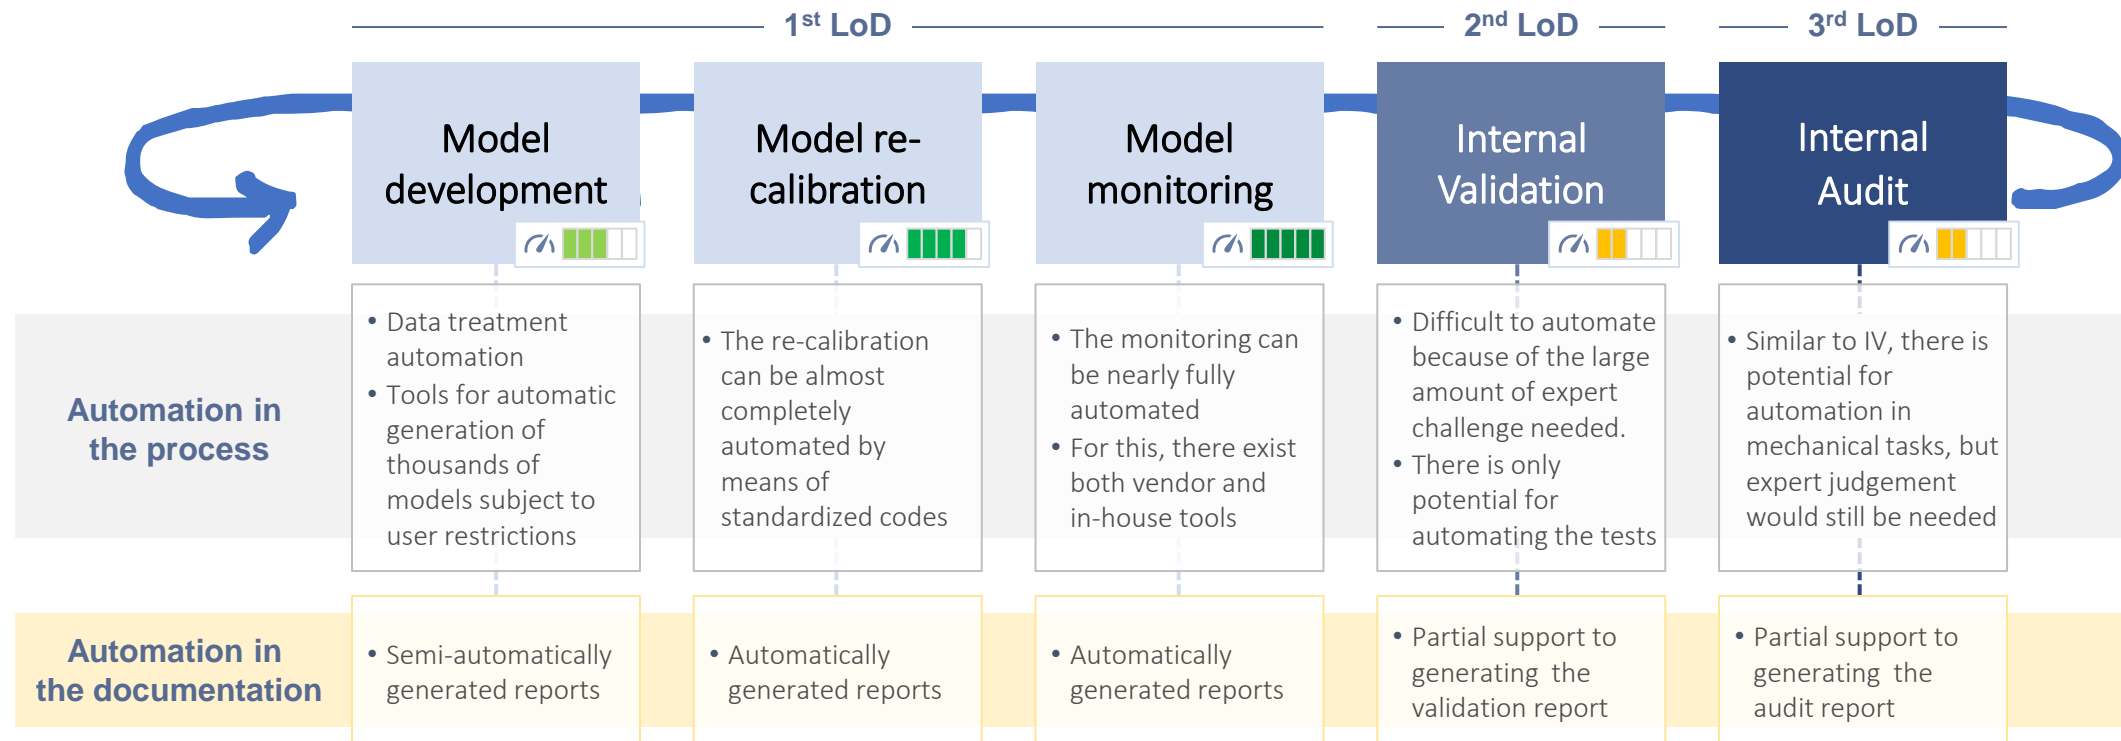 1st LoD
2nd LoD
3rd LoD
Model
development
Model re-
calibration
Model
monitoring
Internal
Validation
Internal
Audit
Automation in
the process
• Data treatment
automation
• Tools for automatic
generation of
thousands of
models subject to
user restrictions
• The re-calibration
can be almost
completely
automated by
means of
standardized codes
• The monitoring can
be nearly fully
automated
• For this, there exist
both vendor and
in-house tools
• Difficult to automate
because of the large
amount of expert
challenge needed.
• There is only
potential for
automating the tests
• Similar to IV, there is
potential for
automation in
mechanical tasks, but
expert judgement
would still be needed
Automation in
the documentation
• Semi-automatically
generated reports
• Automatically
generated reports
• Automatically
generated reports
• Partial support to
generating the
validation report
• Partial support to
generating the
audit report